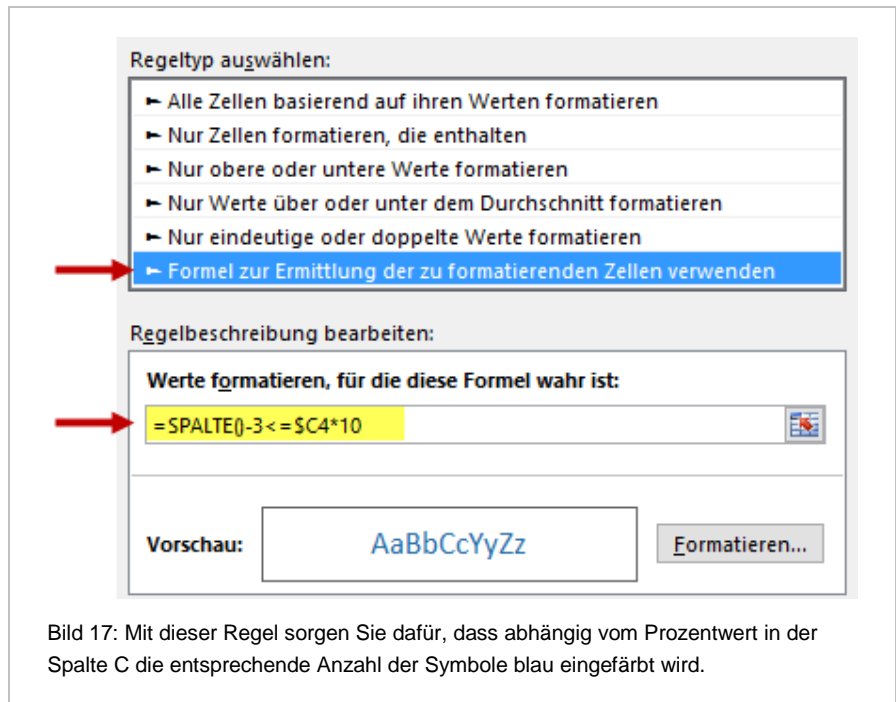 Regeltyp auswählen:
► Alle Zellen basierend auf ihren Werten formatieren
► Nur Zellen formatieren, die enthalten
► Nur obere oder untere Werte formatieren
► Nur Werte über oder unter dem Durchschnitt formatieren
► Nur eindeutige oder doppelte Werte formatieren
► Formel zur Ermittlung der zu formatierenden Zellen verwenden
Regelbeschreibung bearbeiten:
Werte formatieren, für die diese Formel wahr ist:
=SPALTE()-3<=$C4*10
Vorschau:
AaBbCcYyZz
Formatieren...
Bild 17: Mit dieser Regel sorgen Sie dafür, dass abhängig vom Prozentwert in der
Spalte C die entsprechende Anzahl der Symbole blau eingefärbt wird.